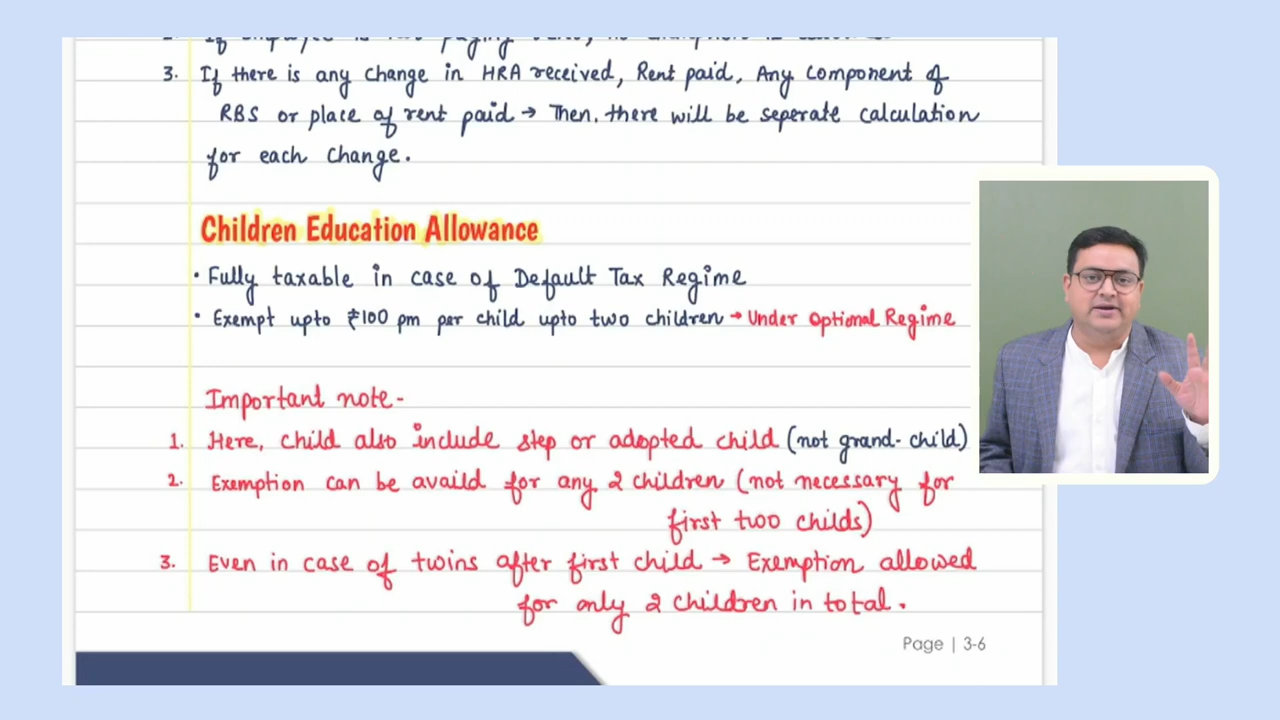 3. If there is any change in HRA received, Rent paid, Any component of
RBS or place of rent paid → Then, there will be seperate calculation
for each change.
Children Education Allowance
• Fully taxable in case of Default Tax Regime
• Exempt upto ₹100 pm per child upto two children → Under Optional Regime
Important note-
1. Here, child also include step or adopted child (not grand-child)
2. Exemption can be availd for any 2 children (not necessary for
first two childs)
3. Even in case of twins after first child → Exemption allowed
for only 2 children in total.
Page | 3-6